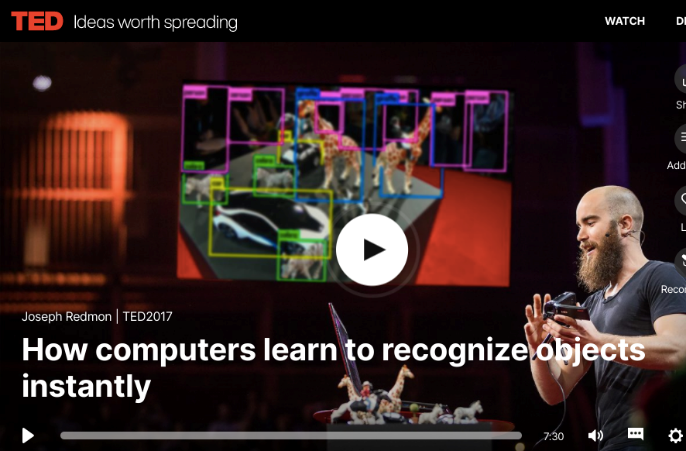 TED Ideas worth spreading
WATCH
Joseph Redmon | TED2017
How computers learn to recognize objects
instantly
7:30